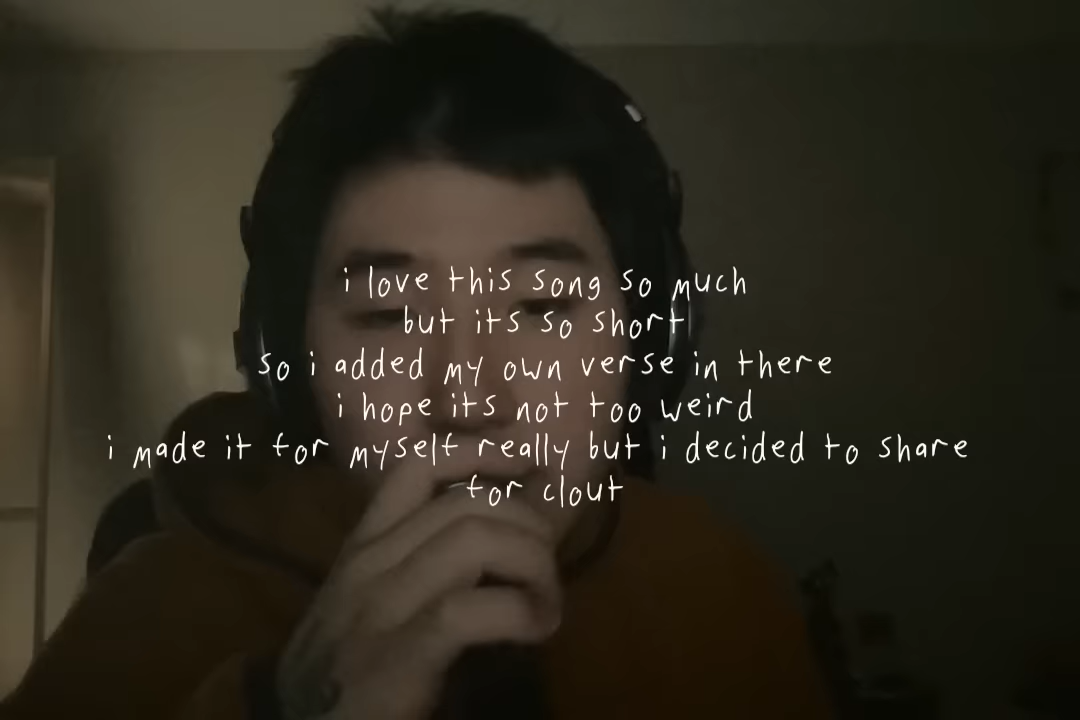 i love this song so much
but its so short
so i added my own verse in there
i hope its not too weird
i made it for myself really but i decided to share
for clout